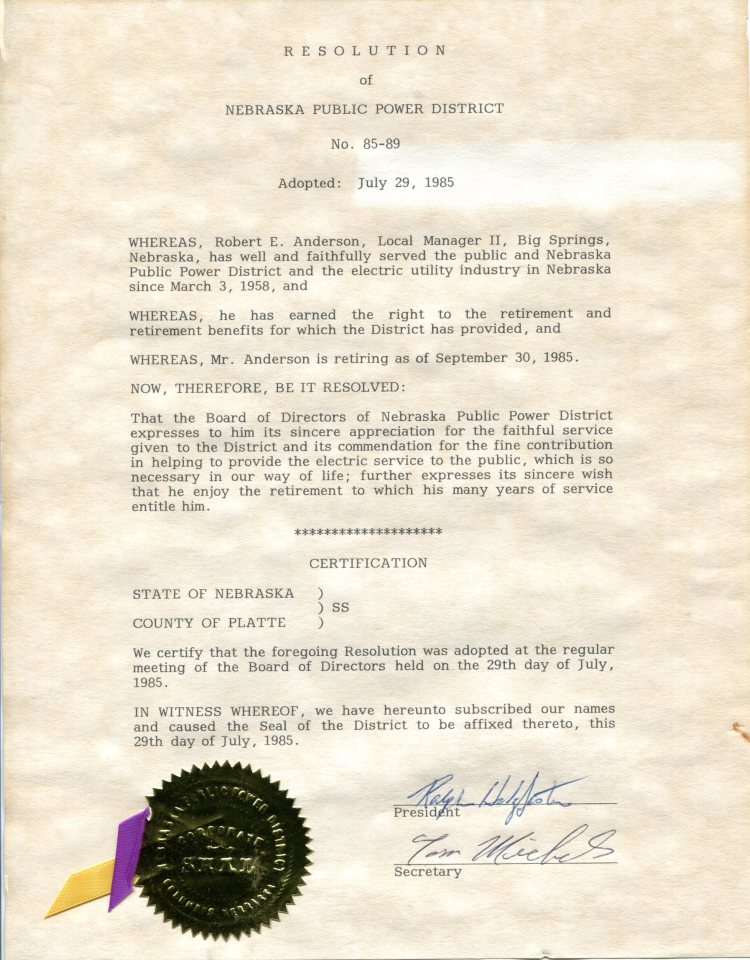 RESOLUTION
of
NEBRASKA PUBLIC POWER DISTRICT
No. 85-89
Adopted: July 29, 1985
WHEREAS, Robert E. Anderson, Local Manager II, Big Springs,
Nebraska, has well and faithfully served the public and Nebraska
Public Power District and the electric utility industry in Nebraska
since March 3, 1958, and
WHEREAS, he has earned the right to the retirement and
retirement benefits for which the District has provided, and
WHEREAS, Mr. Anderson is retiring as of September 30, 1985.
NOW, THEREFORE, BE IT RESOLVED:
That the Board of Directors of Nebraska Public Power District
expresses to him its sincere appreciation for the faithful service
given to the District and its commendation for the fine contribution
in helping to provide the electric service to the public, which is so
necessary in our way of life; further expresses its sincere wish
that he enjoy the retirement to which his many years of service
entitle him.
********************
CERTIFICATION
STATE OF NEBRASKA )
) SS
COUNTY OF PLATTE )
We certify that the foregoing Resolution was adopted at the regular
meeting of the Board of Directors held on the 29th day of July,
1985.
IN WITNESS WHEREOF, we have hereunto subscribed our names
and caused the Seal of the District to be affixed thereto, this
29th day of July, 1985.
Ralph
President
Tom
Secretary
NEBRASKA PUBLIC POWER DISTRICT
CORPORATE
SEAL
COLUMBUS, NEBRASKA